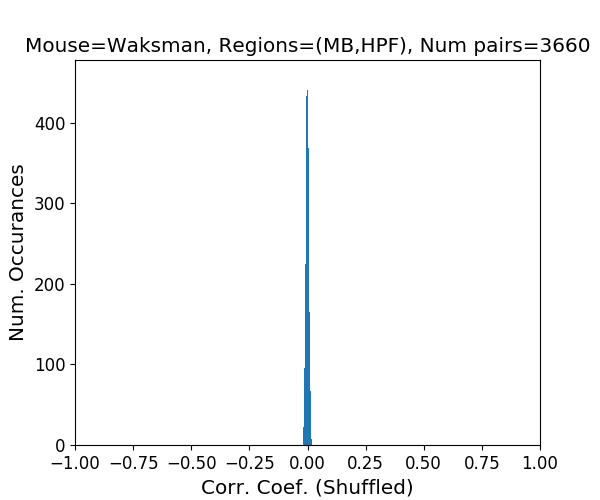 Mouse=Waksman, Regions=(MB,HPF), Num pairs=3660
Num. Occurances
400
300
200
100
0
−1.00 −0.75 −0.50 −0.25 0.00 0.25 0.50 0.75 1.00
Corr. Coef. (Shuffled)